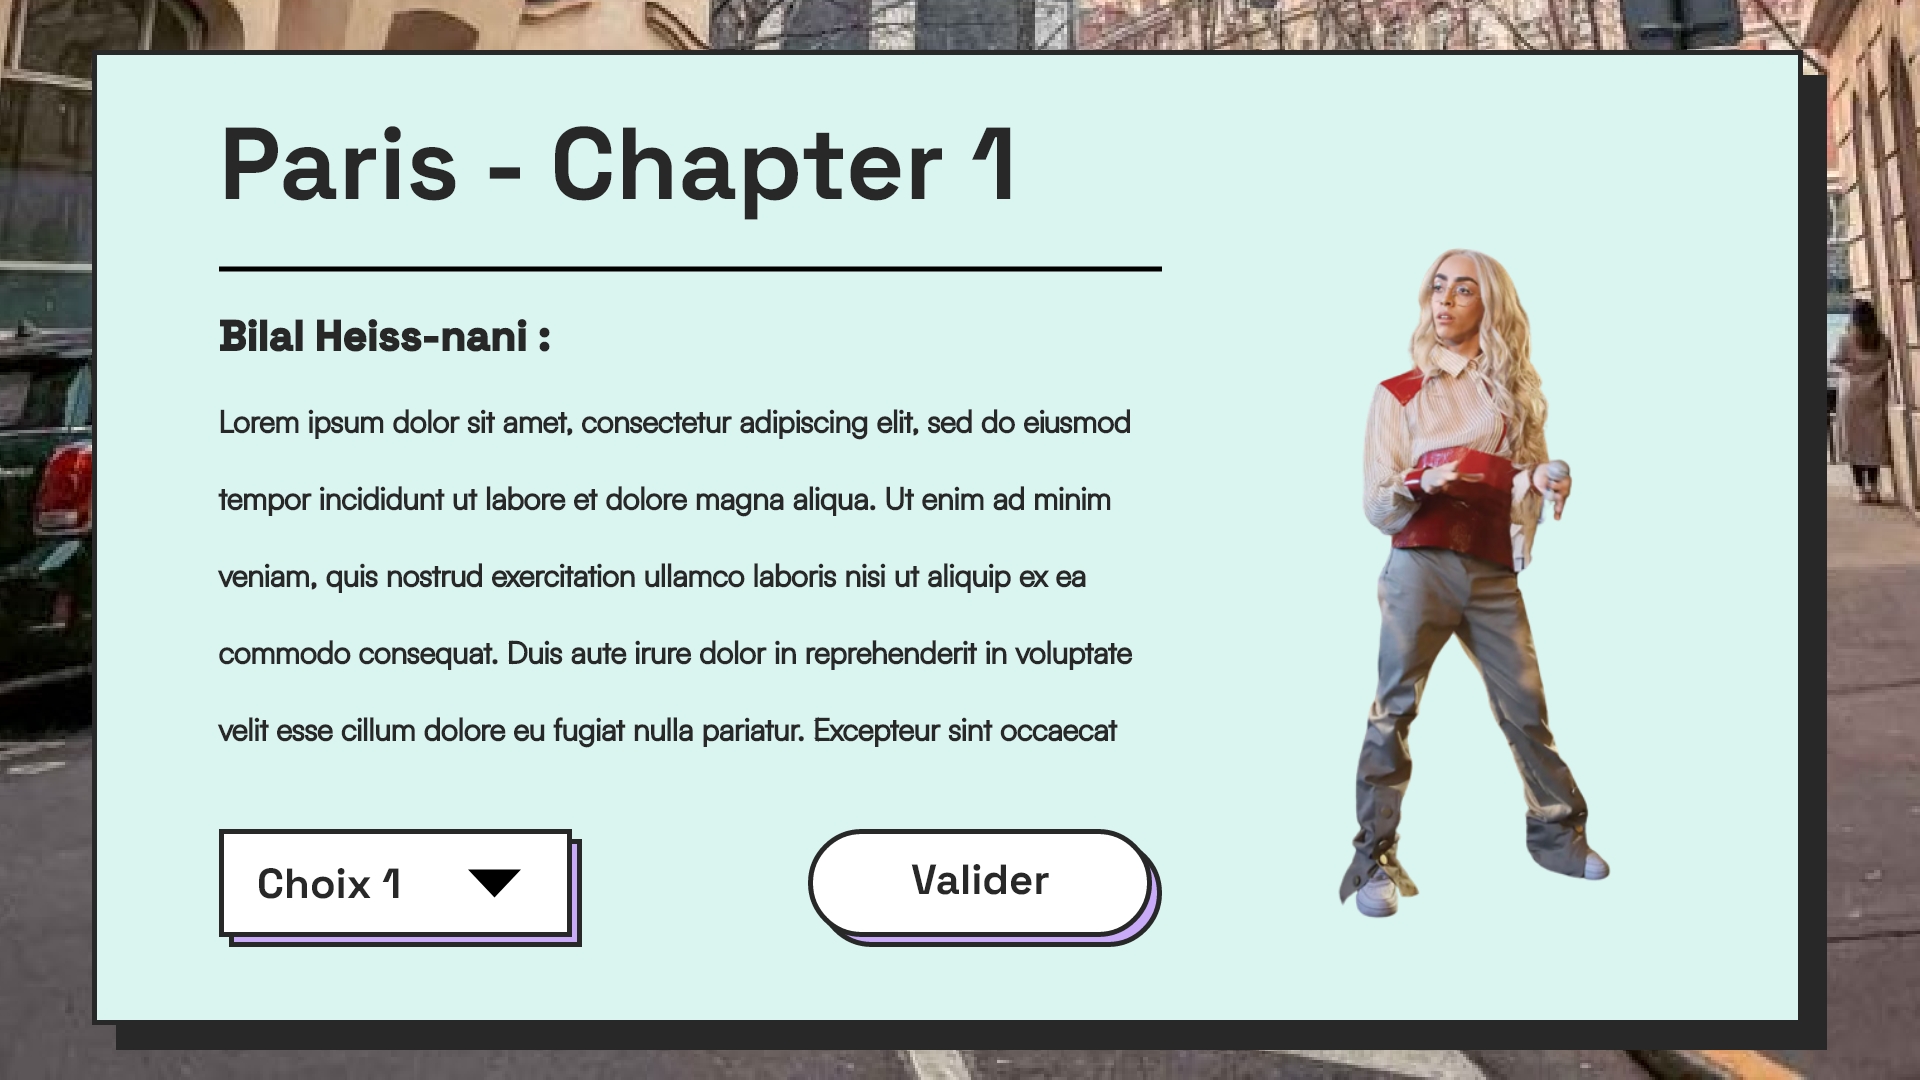 Paris - Chapter 1
Bilal Heiss-nani :
Lorem ipsum dolor sit amet, consectetur adipiscing elit, sed do eiusmod
tempor incididunt ut labore et dolore magna aliqua. Ut enim ad minim
veniam, quis nostrud exercitation ullamco laboris nisi ut aliquip ex ea
commodo consequat. Duis aute irure dolor in reprehenderit in voluptate
velit esse cillum dolore eu fugiat nulla pariatur. Excepteur sint occaecat
Choix 1
Valider